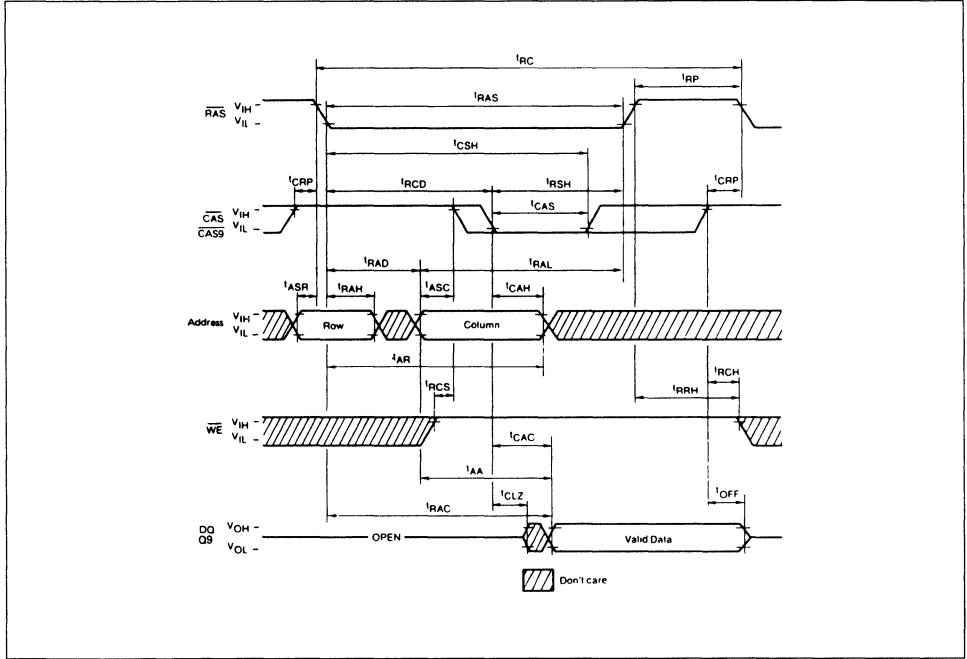 tRC
tRP
tRAS
RAS VIH
VIL
tCSH
tCRP
tRCD
tRSH
tCRP
tCAS
CAS VIH
CAS9 VIL
tRAD
tRAL
tASR
tRAH
tASC
tCAH
Address VIH
VIL
Row
Column
tAR
tRCS
tRCH
tRRH
WE VIH
VIL
tCAC
tAA
tCLZ
tOFF
tRAC
DQ VOH
Q9 VOL
OPEN
Valid Data
Don't care